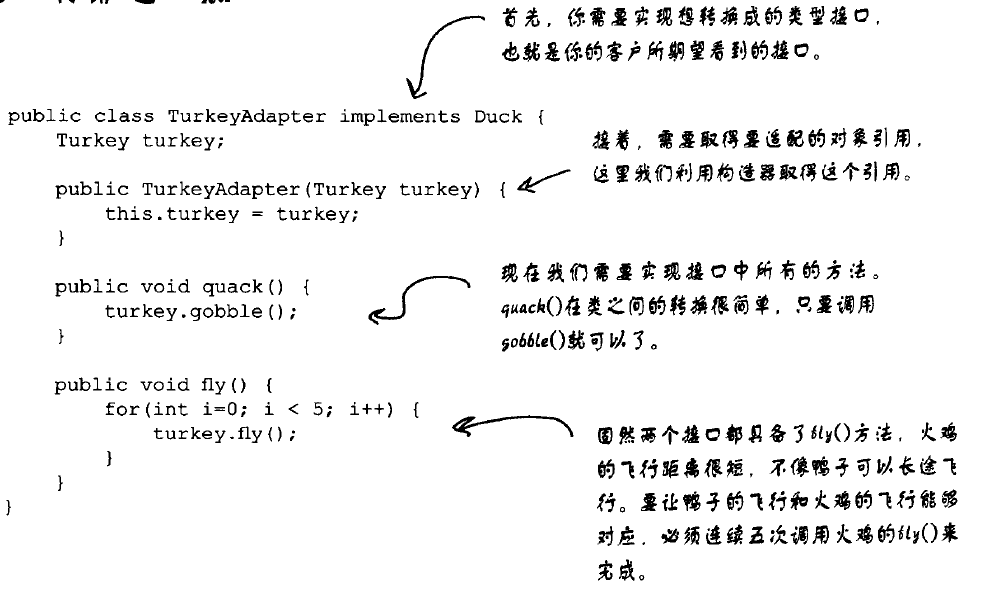 首先，你需要实现想转换成的类型接口，
也就是你的客户所期望看到的接口。
public class TurkeyAdapter implements Duck {
Turkey turkey;
接着，需要取得要适配的对象引用，
这里我们利用构造器取得这个引用。
public TurkeyAdapter(Turkey turkey) {
this.turkey = turkey;
}
现在我们需要实现接口中所有的方法。
quack()在类之间的转换很简单，只要调用
gobble()就可以了。
public void quack() {
turkey.gobble();
}
public void fly() {
for(int i=0; i < 5; i++) {
turkey.fly();
}
}
}
固然两个接口都具备了fly()方法，火鸡
的飞行距离很短，不像鸭子可以长途飞
行。要让鸭子的飞行和火鸡的飞行能够
对应，必须连续五次调用火鸡的fly()来
完成。